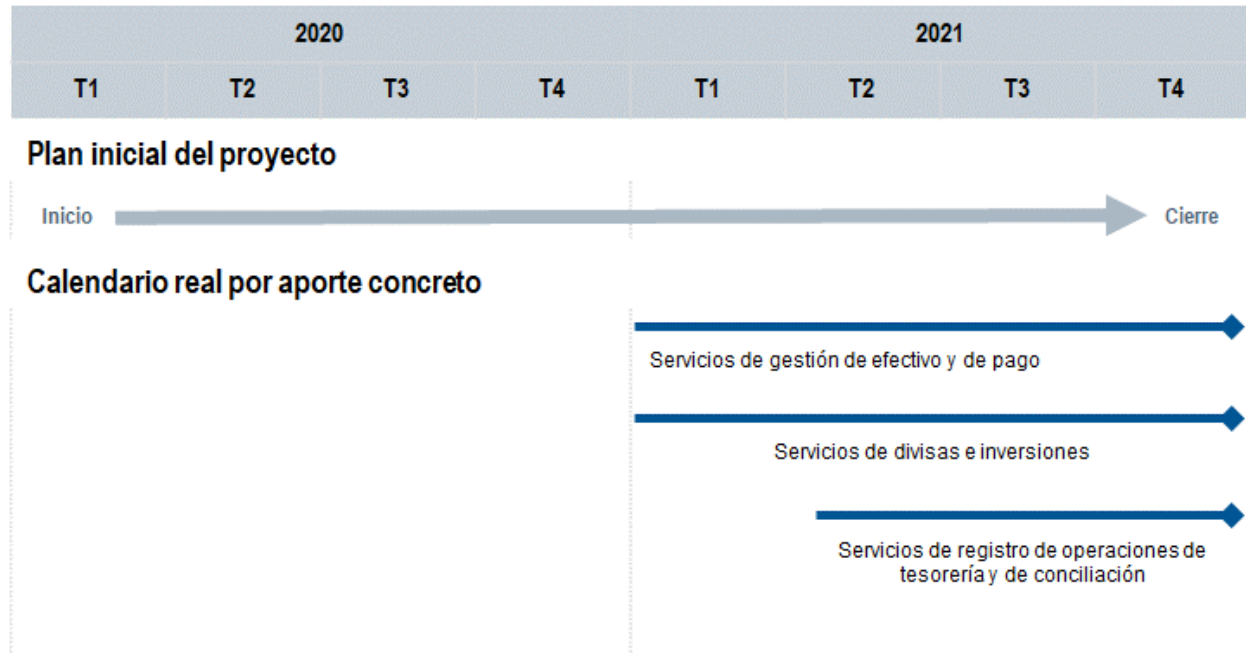 2020 2021
T1 T2 T3 T4 T1 T2 T3 T4
Plan inicial del proyecto
Inicio Cierre
Calendario real por aporte concreto
Servicios de gestión de efectivo y de pago
Servicios de divisas e inversiones
Servicios de registro de operaciones de
tesorería y de conciliación